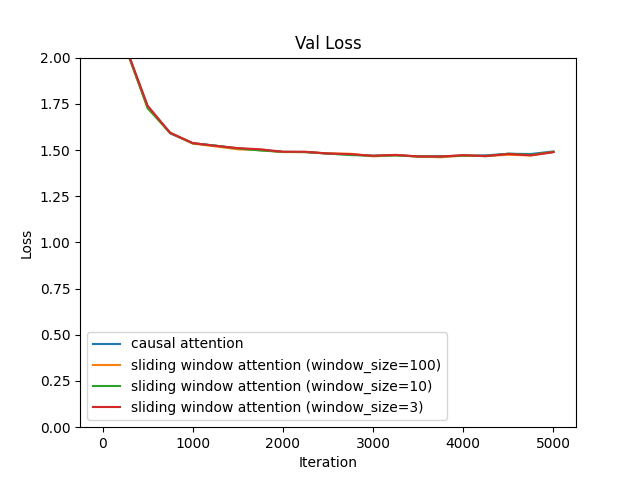 Val Loss
2.00
1.75
1.50
1.25
1.00
0.75
0.50
0.25
0.00
Loss
causal attention
sliding window attention (window_size=100)
sliding window attention (window_size=10)
sliding window attention (window_size=3)
0 1000 2000 3000 4000 5000
Iteration